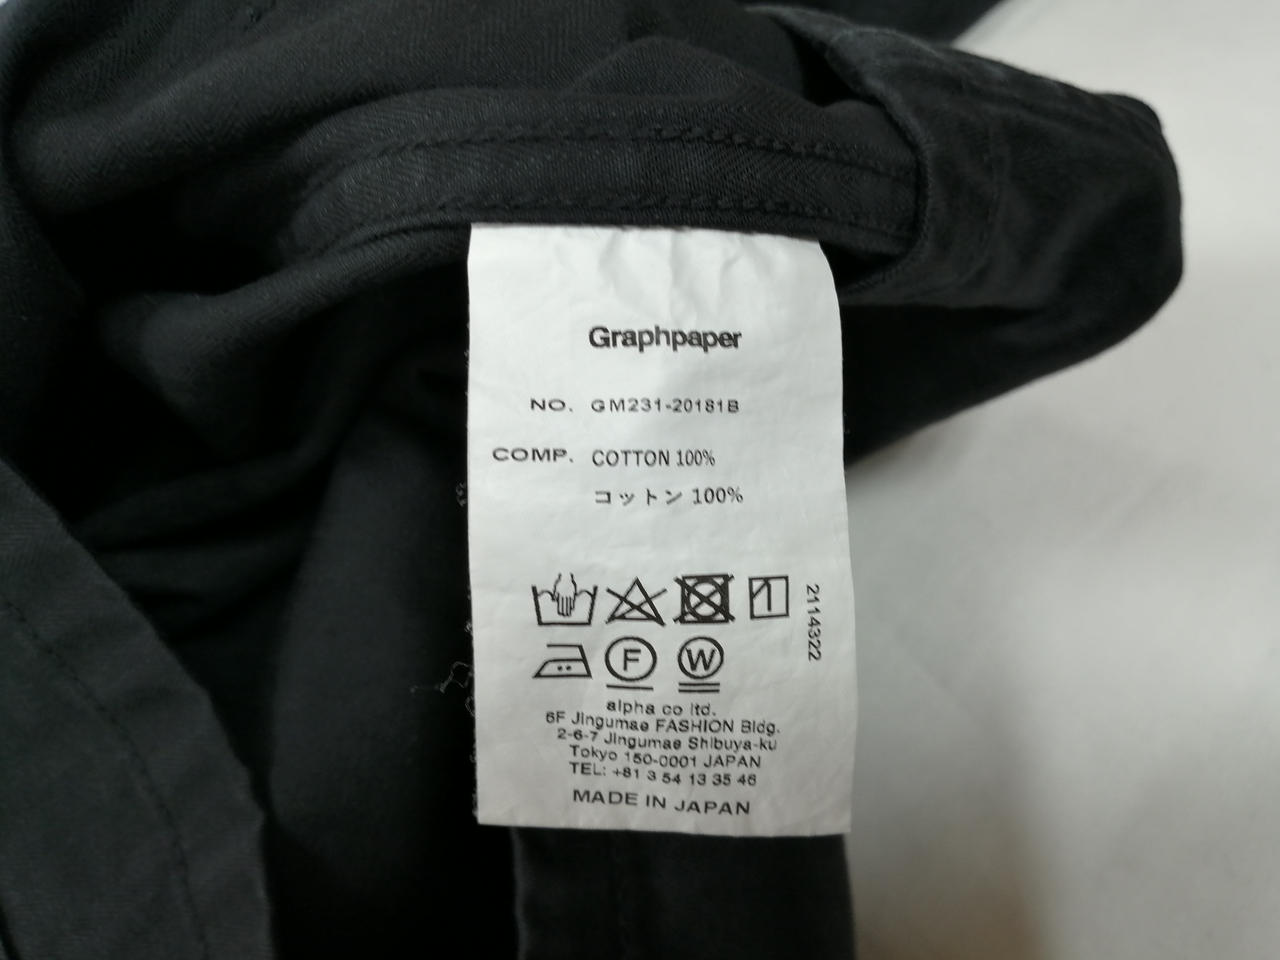 Graphpaper
NO. GM231-20181B
COMP. COTTON 100%
コットン 100%
2114322
F W
alpha co ltd.
6F Jingumae FASHION Bldg.
2-6-7 Jingumae Shibuya-ku
Tokyo 150-0001 JAPAN
TEL: +81 3 54 13 35 46
MADE IN JAPAN